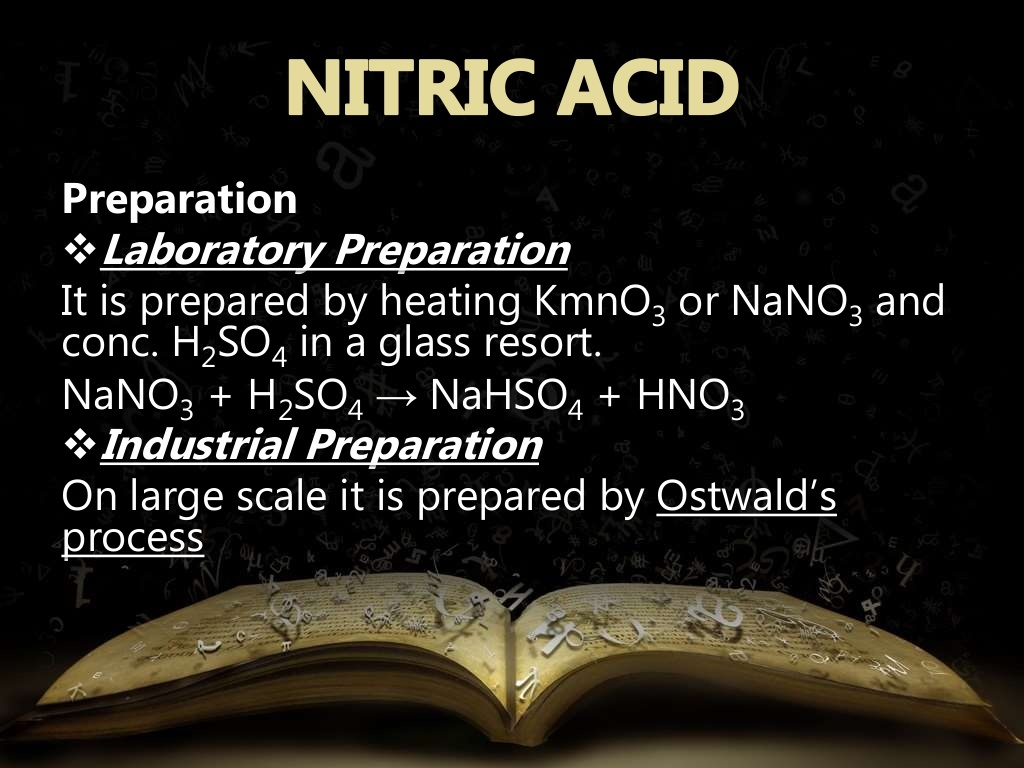 NITRIC ACID
Preparation
❖Laboratory Preparation
It is prepared by heating KmnO₃ or NaNO₃ and
conc. H₂SO₄ in a glass resort.
NaNO₃ + H₂SO₄ → NaHSO₄ + HNO₃
❖Industrial Preparation
On large scale it is prepared by Ostwald’s
process